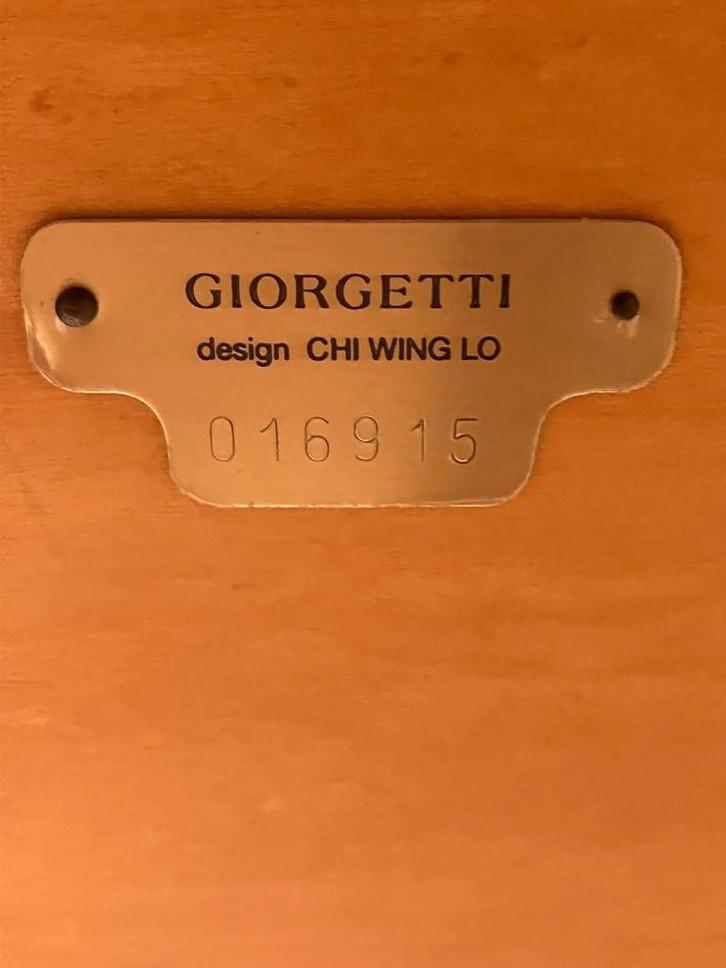 GIORGETTI
design CHI WING LO
016915